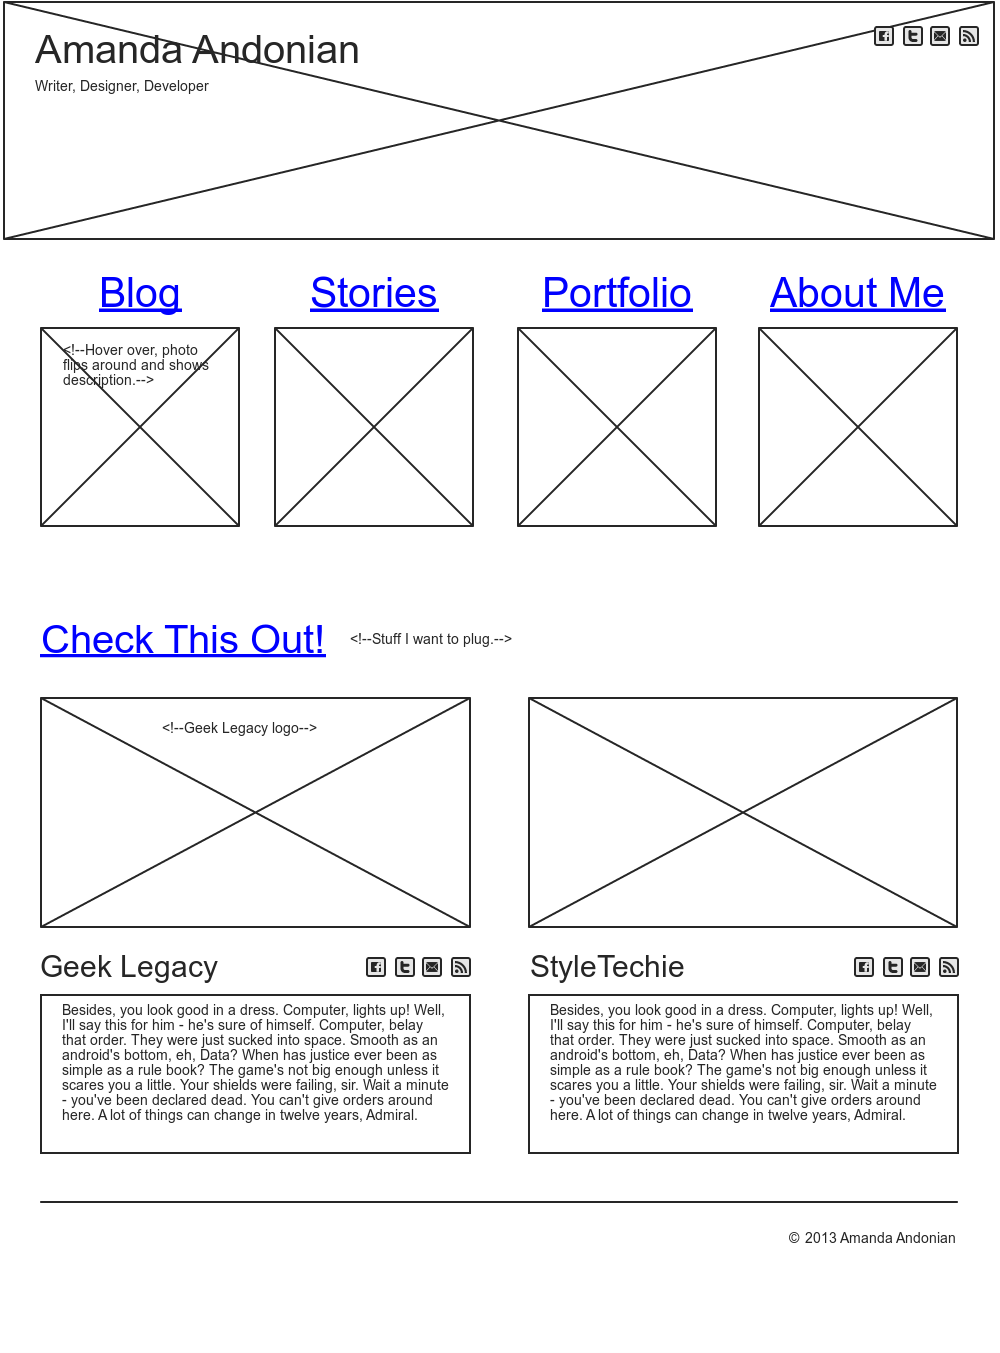 Amanda Andonian
Writer, Designer, Developer
Blog
Stories
Portfolio
About Me
<!--Hover over, photo
flips around and shows
description.-->
Check This Out!
<!--Stuff I want to plug.-->
<!--Geek Legacy logo-->
Geek Legacy
StyleTechie
Besides, you look good in a dress. Computer, lights up! Well,
I'll say this for him - he's sure of himself. Computer, belay
that order. They were just sucked into space. Smooth as an
android's bottom, eh, Data? When has justice ever been as
simple as a rule book? The game's not big enough unless it
scares you a little. Your shields were failing, sir. Wait a minute
- you've been declared dead. You can't give orders around
here. A lot of things can change in twelve years, Admiral.
Besides, you look good in a dress. Computer, lights up! Well,
I'll say this for him - he's sure of himself. Computer, belay
that order. They were just sucked into space. Smooth as an
android's bottom, eh, Data? When has justice ever been as
simple as a rule book? The game's not big enough unless it
scares you a little. Your shields were failing, sir. Wait a minute
- you've been declared dead. You can't give orders around
here. A lot of things can change in twelve years, Admiral.
© 2013 Amanda Andonian